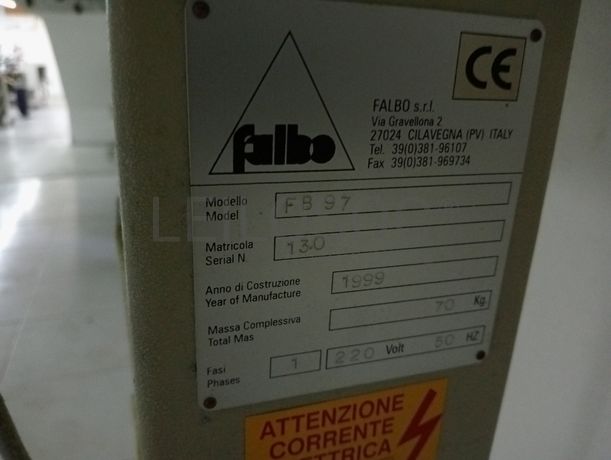 CE
falbo
FALBO s.r.l.
Via Gravellona 2
27024 CILAVEGNA (PV) ITALY
Tel. 39(0)381-96107
Fax 39(0)381-969734
Modello FB 97
Model
Matricola 130
Serial N.
Anno di Costruzione 1999
Year of Manufacture
Massa Complessiva 70 Kg.
Total Mas
Fasi 1 220 Volt 50 HZ
Phases
ATTENZIONE
CORRENTE
ELETTRICA